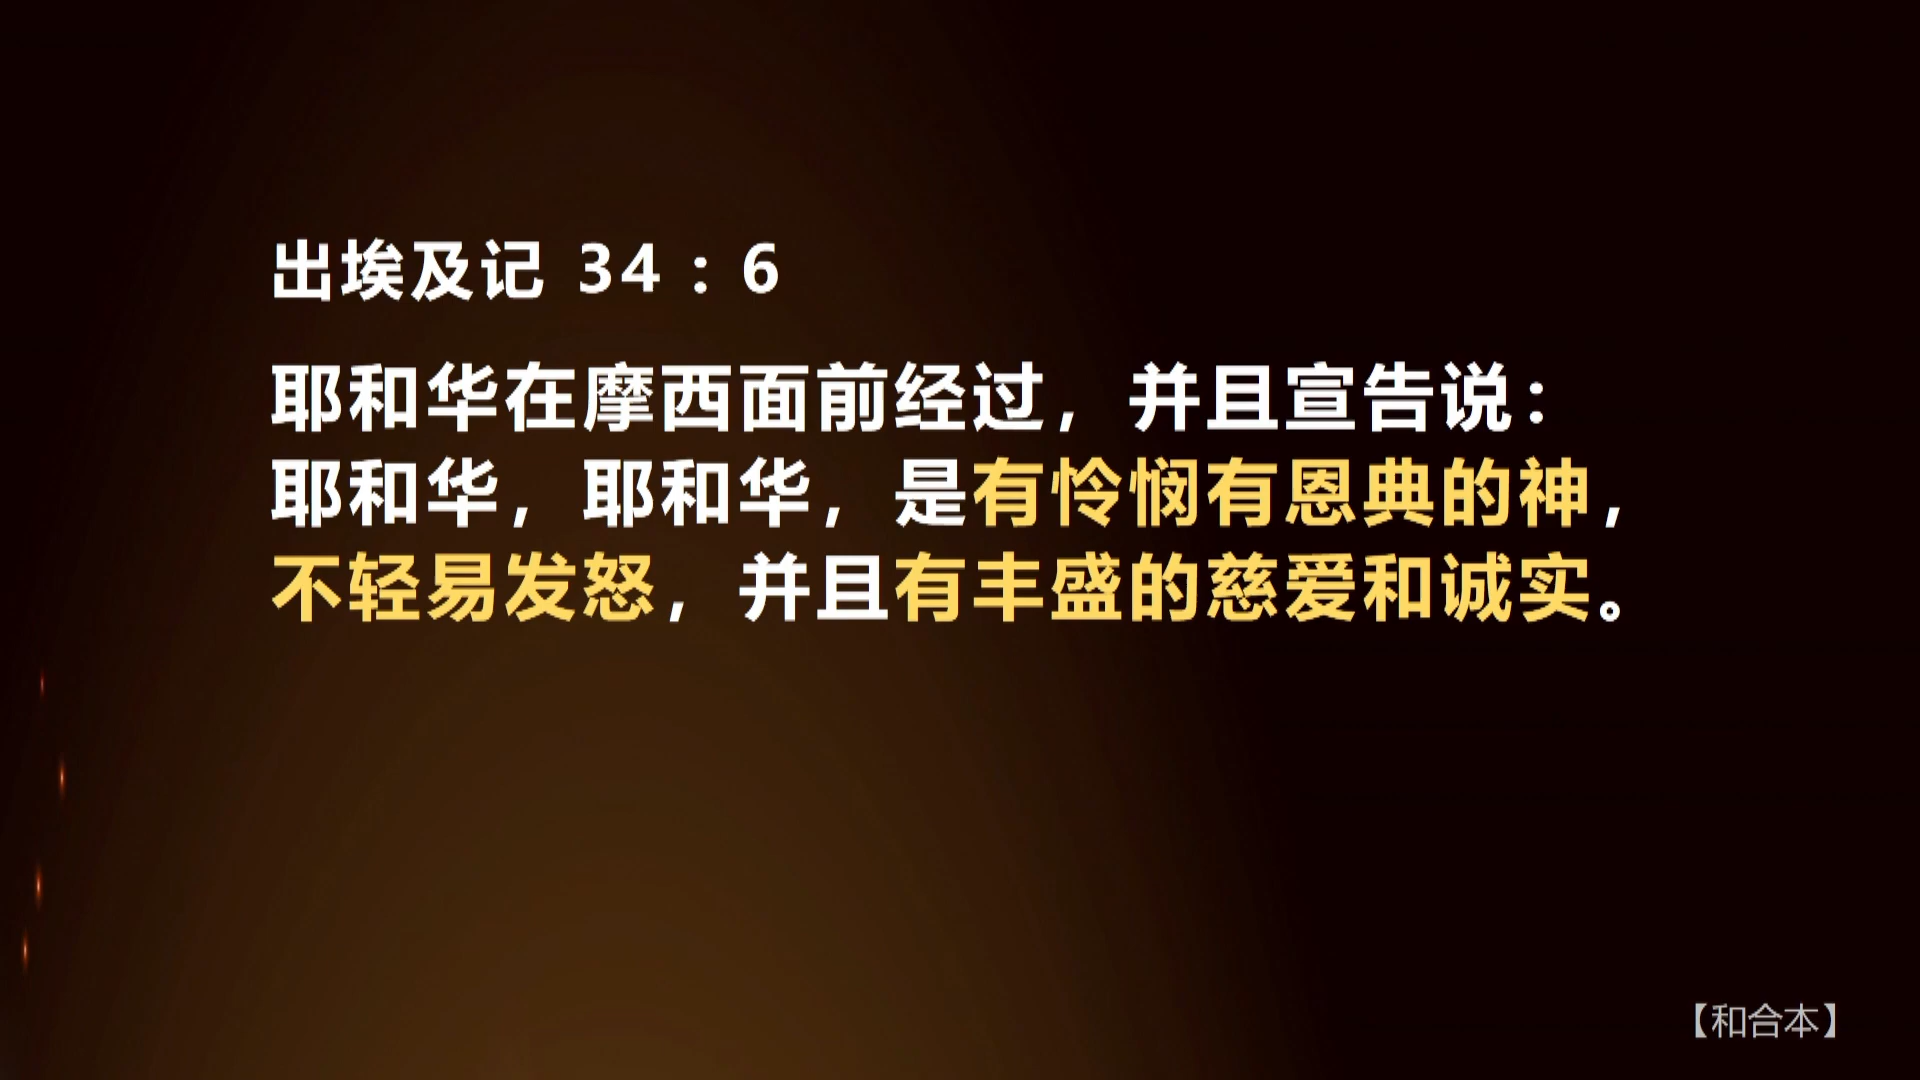 出埃及记 34：6
耶和华在摩西面前经过，并且宣告说：
耶和华，耶和华，是有怜悯有恩典的神，
不轻易发怒，并且有丰盛的慈爱和诚实。
【和合本】